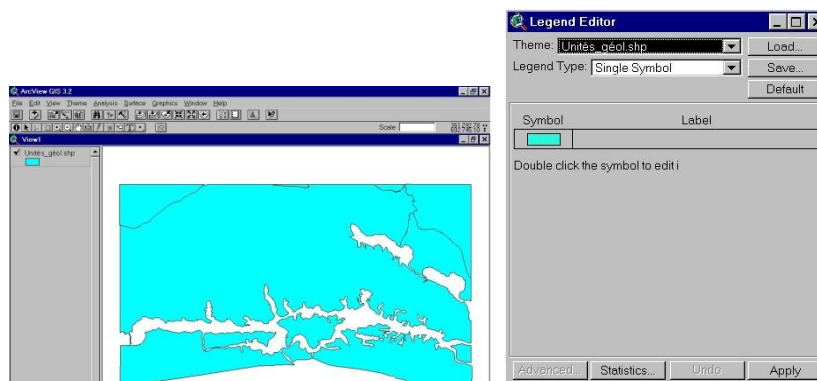 ArcView GIS 3.2
File Edit View Theme Analysis Surface Graphics Window Help
Scale
View1
Unités_géol.shp
Legend Editor
Theme: Unités_géol.shp
Load...
Legend Type: Single Symbol
Save...
Default
Symbol Label
Double click the symbol to edit i
Advanced... Statistics... Undo Apply